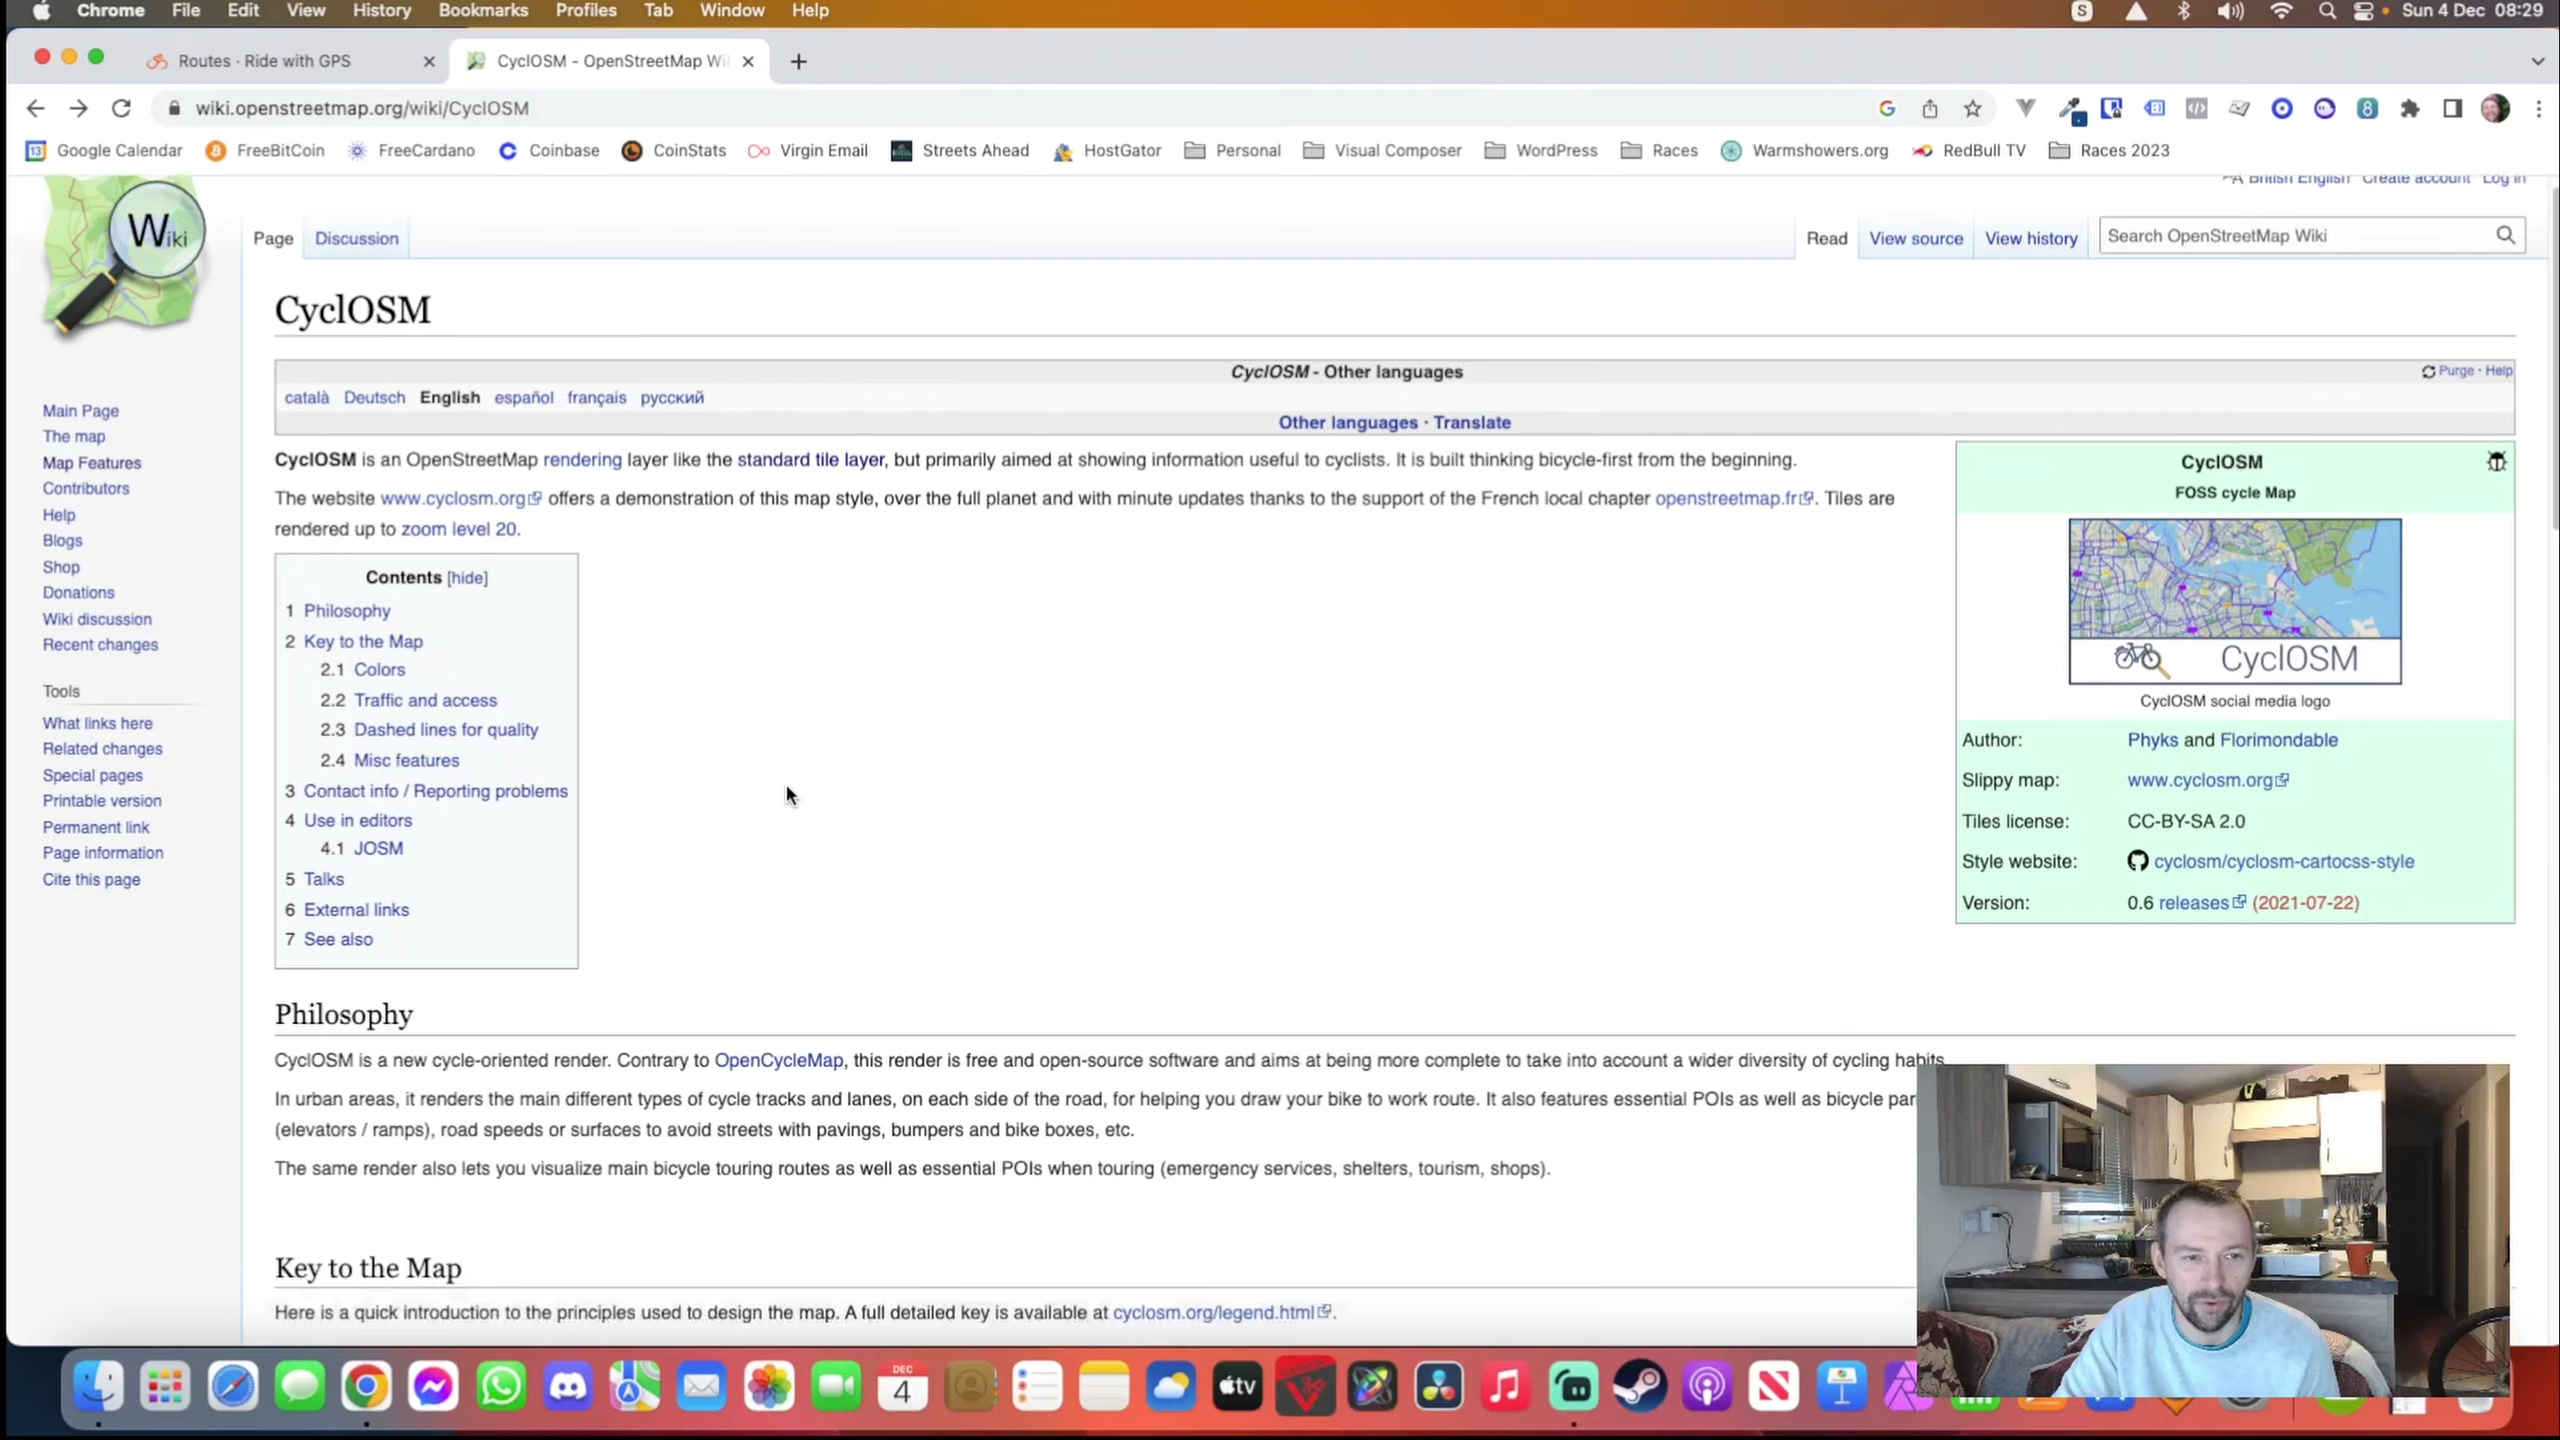 Chrome File Edit View History Bookmarks Profiles Tab Window Help
Sun 4 Dec 08:29
Routes · Ride with GPS
CyclOSM - OpenStreetMap Wi
wiki.openstreetmap.org/wiki/CyclOSM
Google Calendar FreeBitCoin FreeCardano Coinbase CoinStats Virgin Email Streets Ahead HostGator Personal Visual Composer WordPress Races Warmshowers.org RedBull TV Races 2023
British English Create account Log in
Wiki
Page Discussion
Read View source View history Search OpenStreetMap Wiki
CyclOSM
CyclOSM - Other languages
Purge · Help
català Deutsch English español français русский
Other languages · Translate
CyclOSM is an OpenStreetMap rendering layer like the standard tile layer, but primarily aimed at showing information useful to cyclists. It is built thinking bicycle-first from the beginning.
The website www.cyclosm.org offers a demonstration of this map style, over the full planet and with minute updates thanks to the support of the French local chapter openstreetmap.fr. Tiles are
rendered up to zoom level 20.
Main Page
The map
Map Features
Contributors
Help
Blogs
Shop
Donations
Wiki discussion
Recent changes
Tools
What links here
Related changes
Special pages
Printable version
Permanent link
Page information
Cite this page
Contents [hide]
1 Philosophy
2 Key to the Map
2.1 Colors
2.2 Traffic and access
2.3 Dashed lines for quality
2.4 Misc features
3 Contact info / Reporting problems
4 Use in editors
4.1 JOSM
5 Talks
6 External links
7 See also
CyclOSM
FOSS cycle Map
CyclOSM
CyclOSM social media logo
Author: Phyks and Florimondable
Slippy map: www.cyclosm.org
Tiles license: CC-BY-SA 2.0
Style website: cyclosm/cyclosm-cartocss-style
Version: 0.6 releases (2021-07-22)
Philosophy
CyclOSM is a new cycle-oriented render. Contrary to OpenCycleMap, this render is free and open-source software and aims at being more complete to take into account a wider diversity of cycling habits
In urban areas, it renders the main different types of cycle tracks and lanes, on each side of the road, for helping you draw your bike to work route. It also features essential POIs as well as bicycle par
(elevators / ramps), road speeds or surfaces to avoid streets with pavings, bumpers and bike boxes, etc.
The same render also lets you visualize main bicycle touring routes as well as essential POIs when touring (emergency services, shelters, tourism, shops).
Key to the Map
Here is a quick introduction to the principles used to design the map. A full detailed key is available at cyclosm.org/legend.html.
DEC
4
tv